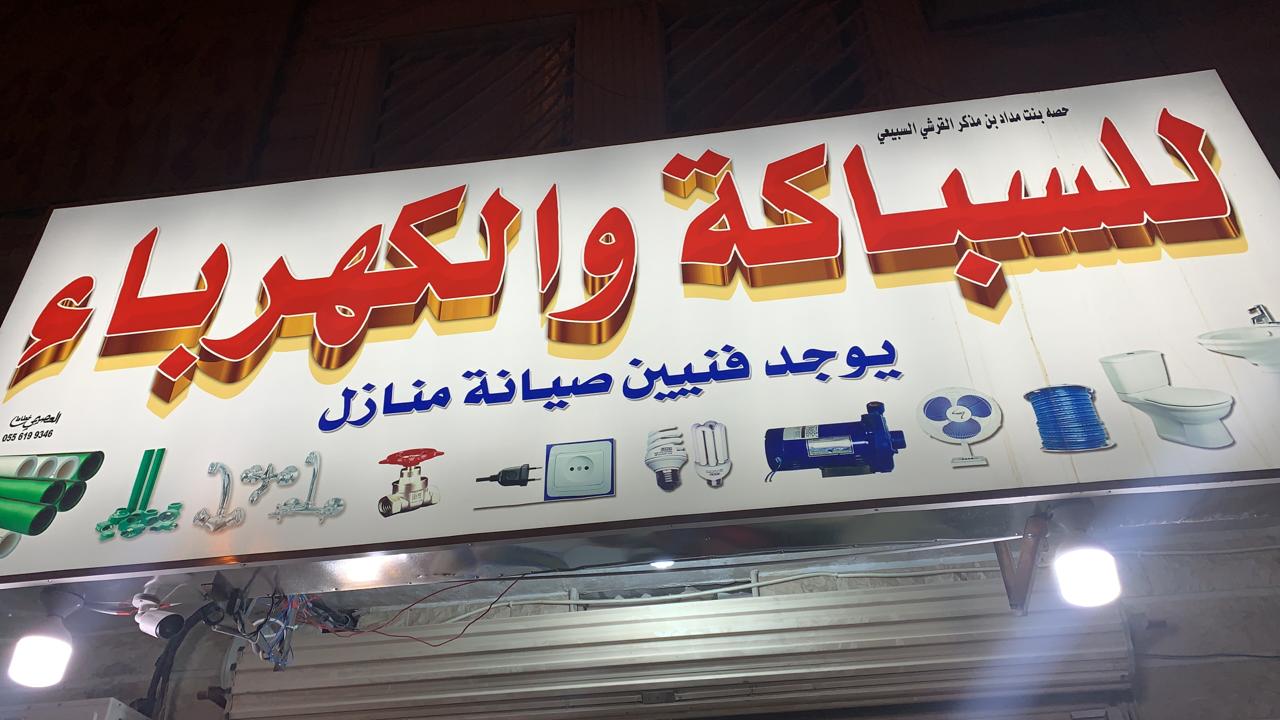 حصه بنت مداد بن مذكر القرشي السبيعي
للسباكة والكهرباء
يوجد فنيين صيانة منازل
055 619 9346